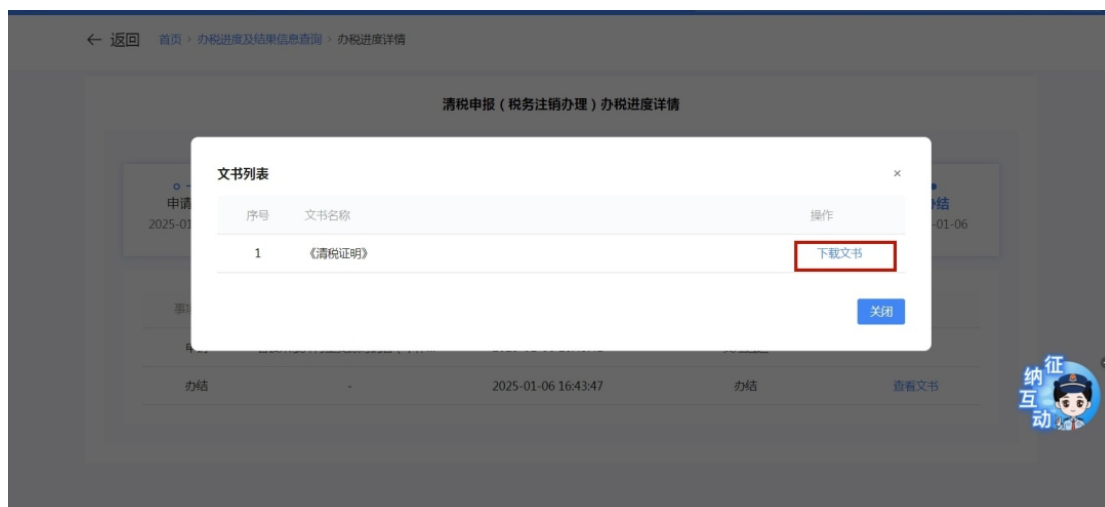 ← 返回 首页 > 办税进度及结果信息查询 > 办税进度详情
清税申报（税务注销办理）办税进度详情
文书列表 ×
序号 文书名称 操作
1 《清税证明》 下载文书
关闭
申请
2025-01
办结
-01-06
办结 - 2025-01-06 16:43:47 办结 查看文书
征纳互动